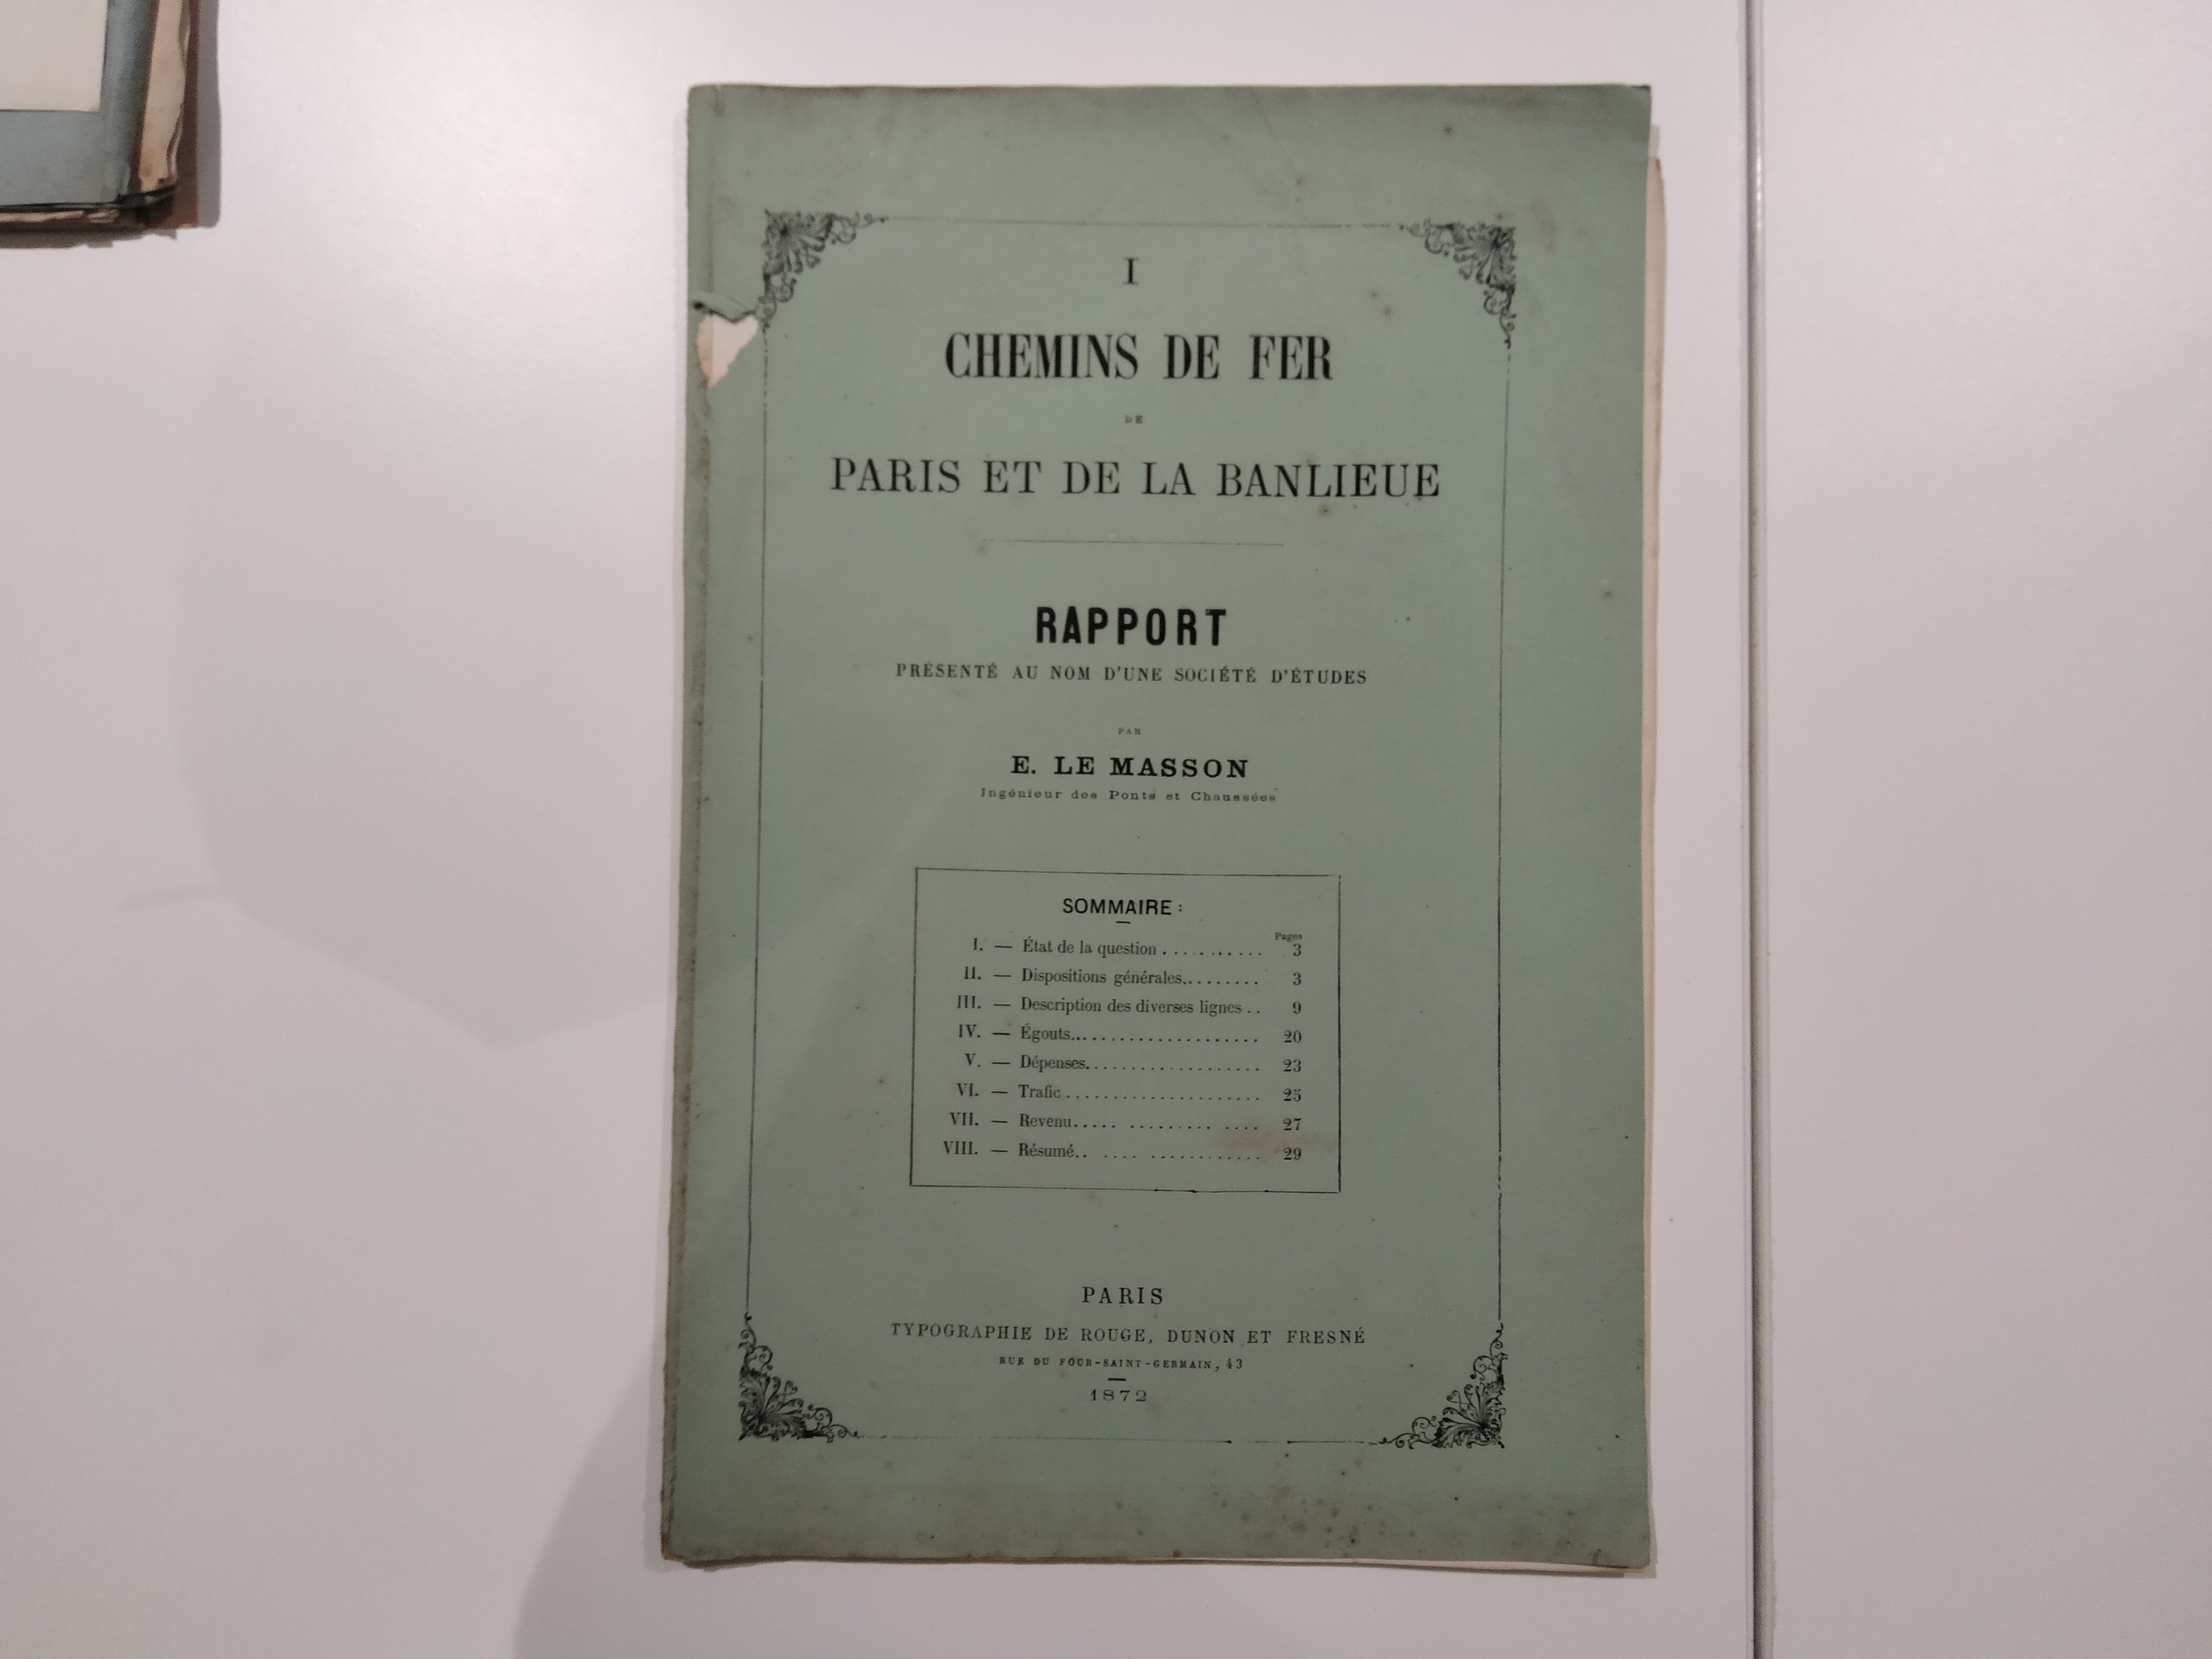 I
CHEMINS DE FER
DE
PARIS ET DE LA BANLIEUE
RAPPORT
PRÉSENTÉ AU NOM D'UNE SOCIÉTÉ D'ÉTUDES
PAR
E. LE MASSON
Ingénieur des Ponts et Chaussées
SOMMAIRE :
Pages
I. — État de la question . . . . . . . . . . . 3
II. — Dispositions générales. . . . . . . . . 3
III. — Description des diverses lignes . . 9
IV. — Égouts. . . . . . . . . . . . . . . . . . . . . . 20
V. — Dépenses. . . . . . . . . . . . . . . . . . . . 23
VI. — Trafic . . . . . . . . . . . . . . . . . . . . . . 25
VII. — Revenu. . . . . . . . . . . . . . . . . . 27
VIII. — Résumé. . . . . . . . . . . . . . . . . . . 29
PARIS
TYPOGRAPHIE DE ROUGE, DUNON ET FRESNÉ
RUE DU FOUR-SAINT-GERMAIN, 43
1872